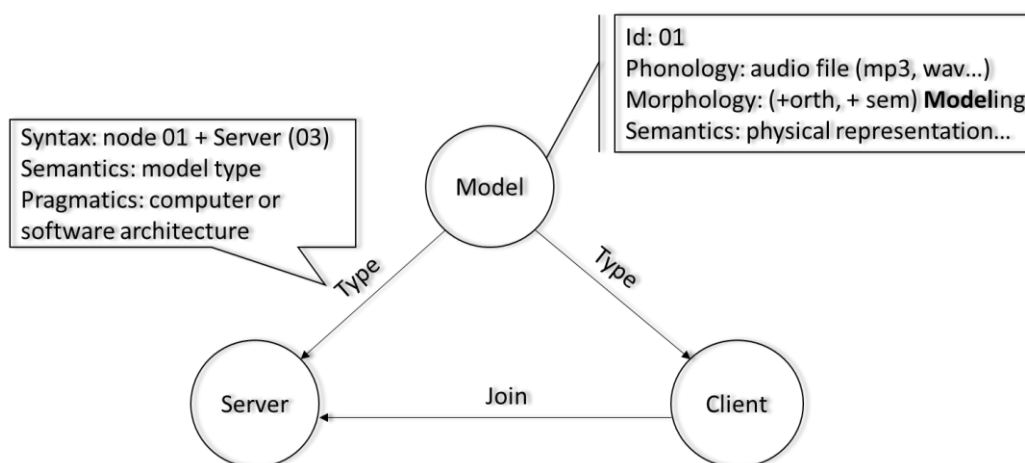 Id: 01
Phonology: audio file (mp3, wav...)
Morphology: (+orth, + sem) Modeling
Semantics: physical representation...
Syntax: node 01 + Server (03)
Semantics: model type
Pragmatics: computer or
software architecture
Model
Type
Type
Server
Join
Client